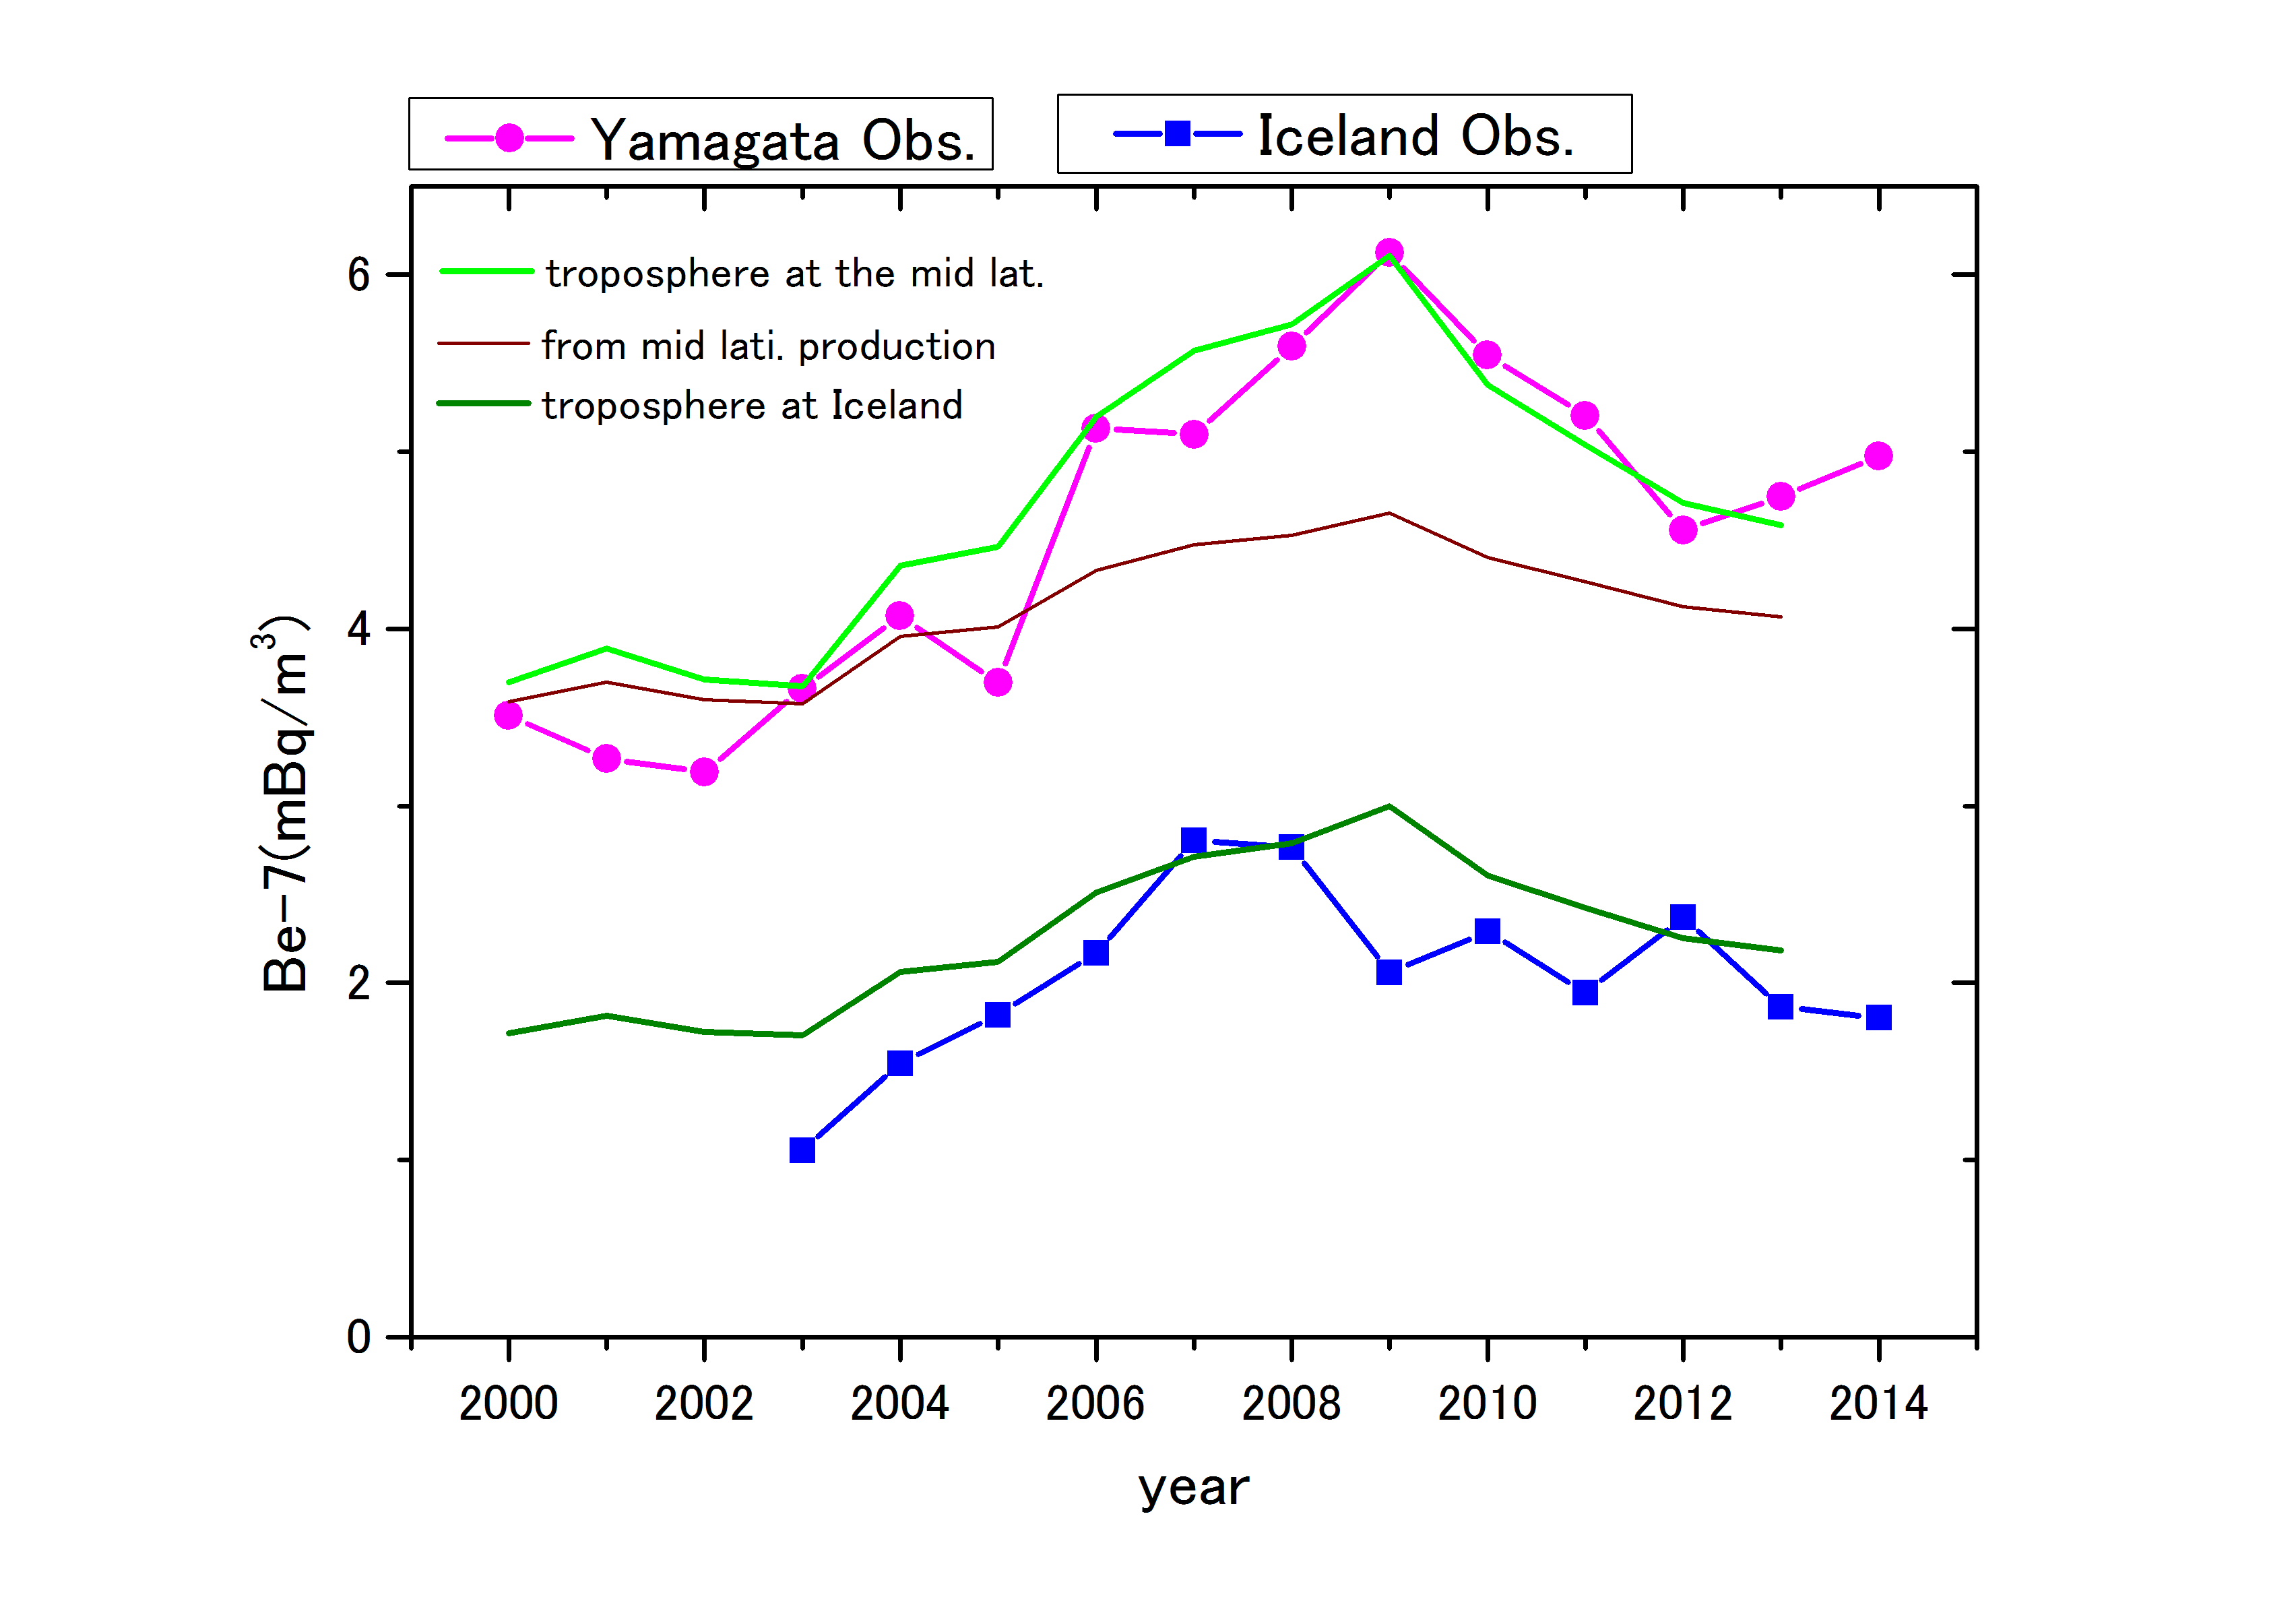 Yamagata Obs.
Iceland Obs.
troposphere at the mid lat.
from mid lati. production
troposphere at Iceland
Be-7(mBq/m³)
6
4
2
0
2000 2002 2004 2006 2008 2010 2012 2014
year